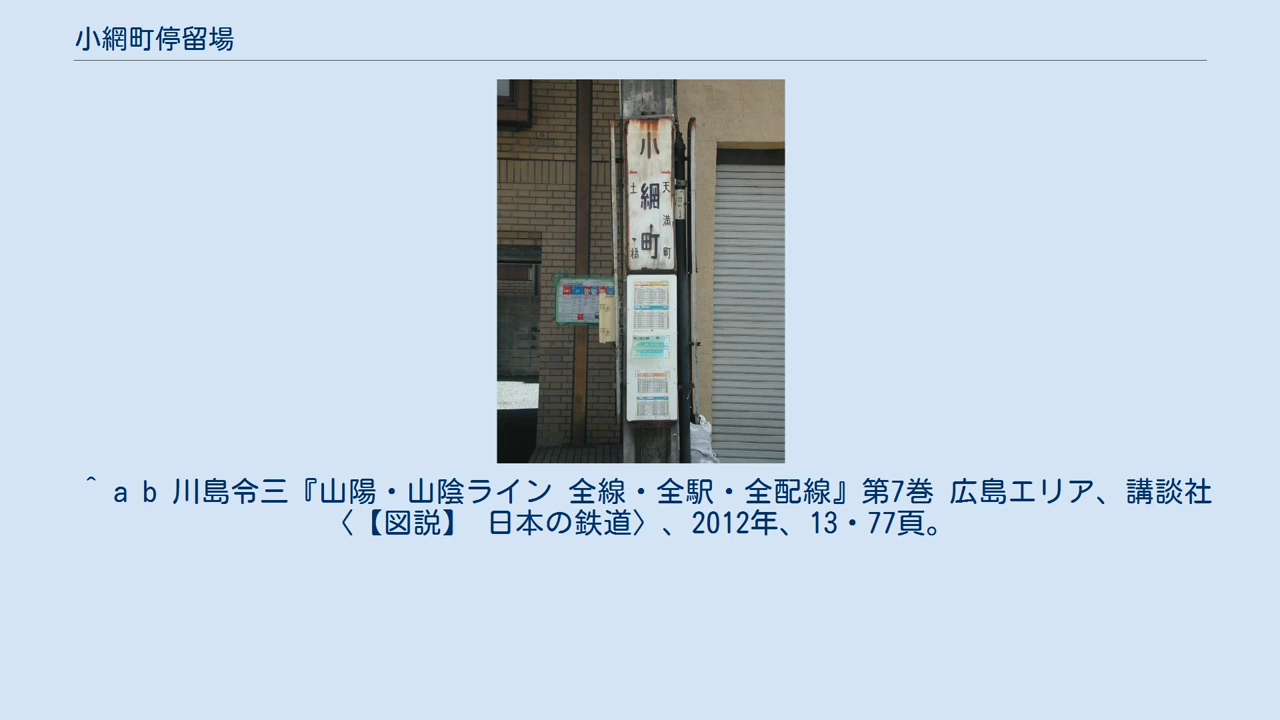 小網町停留場
小網町
土橋
天満町
^ a b 川島令三『山陽・山陰ライン 全線・全駅・全配線』第7巻 広島エリア、講談社
〈【図説】 日本の鉄道〉、2012年、13・77頁。